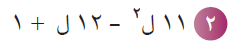 ٢ ١١ ل٢ - ١٢ ل + ١